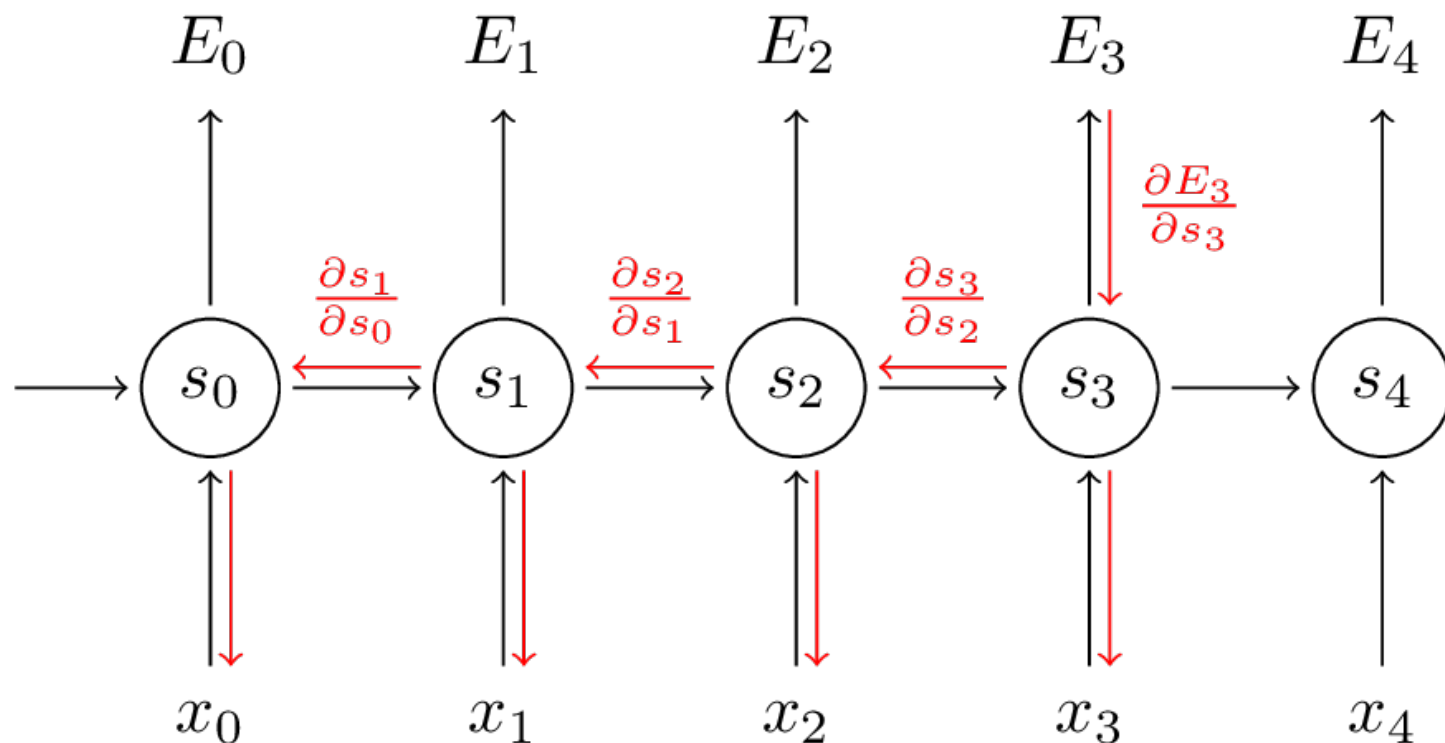 E₀ E₁ E₂ E₃ E₄
∂E₃/∂s₃
∂s₁/∂s₀ ∂s₂/∂s₁ ∂s₃/∂s₂
s₀ s₁ s₂ s₃ s₄
x₀ x₁ x₂ x₃ x₄